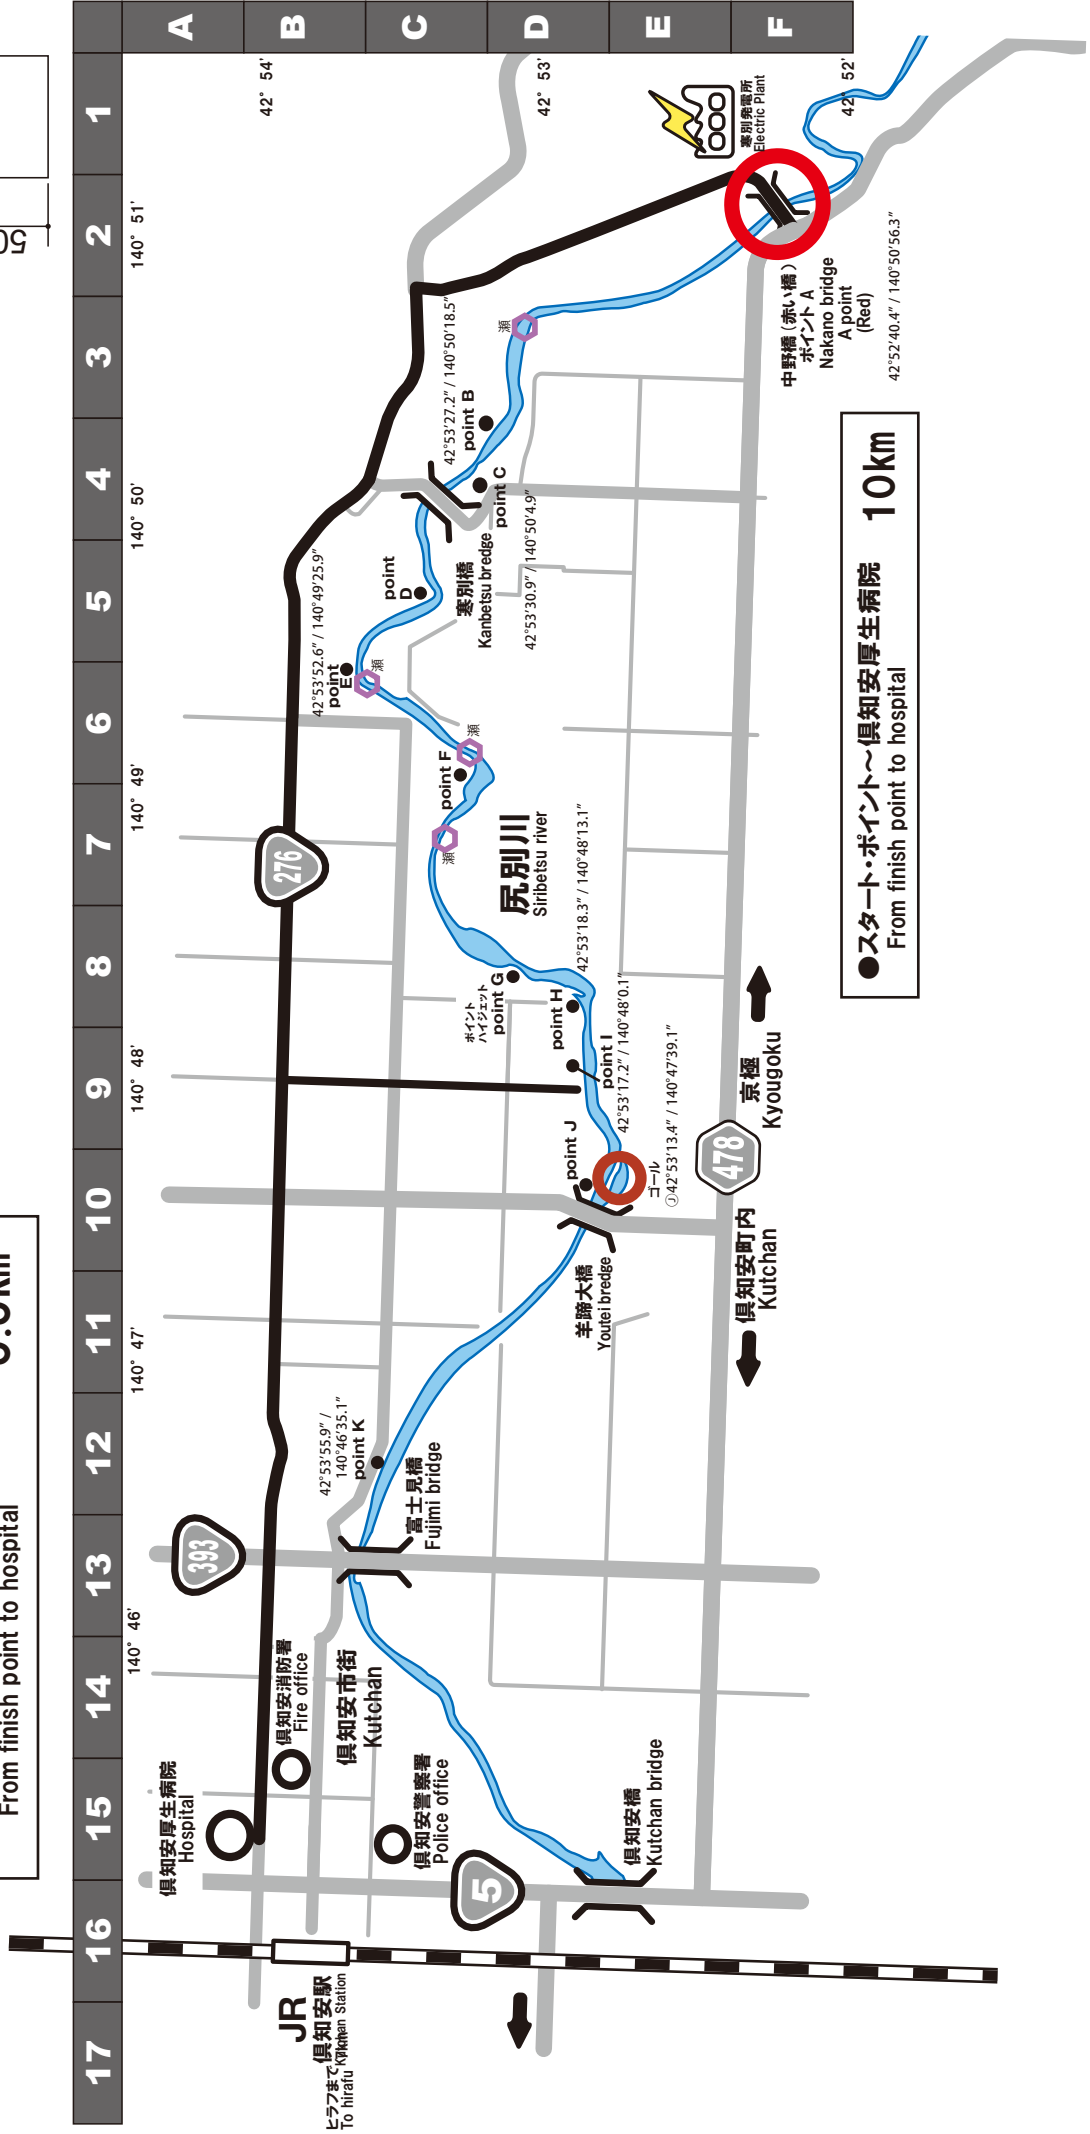 A
B
C
D
E
F
1
2
3
4
5
6
7
8
9
10
11
12
13
14
15
16
17
42° 54'
42° 53'
42° 52'
140° 51'
140° 50'
140° 49'
140° 48'
140° 47'
140° 46'
寒別発電所
Electric Plant
中野橋（赤い橋）
ポイント A
Nakano bridge
A point
(Red)
42°52'40.4" / 140°50'56.3"
瀬
42°53'27.2" / 140°50'18.5"
point B
point C
寒別橋
Kanbetsu bredge
42°53'30.9" / 140°50'4.9"
point
D
42°53'52.6" / 140°49'25.9"
point
E
瀬
瀬
point F
瀬
276
尻別川
Siribetsu river
ポイント
ハイジェット
point G
42°53'18.3" / 140°48'13.1"
point H
point I
42°53'17.2" / 140°48'0.1"
point J
ゴール
Ⓙ42°53'13.4" / 140°47'39.1"
京極
Kyougoku
478
倶知安町内
Kutchan
羊蹄大橋
Youtei bredge
42°53'55.9" /
140°46'35.1"
point K
富士見橋
Fujimi bridge
393
倶知安消防署
Fire office
倶知安市街
Kutchan
倶知安厚生病院
Hospital
倶知安警察署
Police office
5
倶知安橋
Kutchan bridge
JR
倶知安駅
Kutchan Station
ヒラフまで
To hirafu
●スタート・ポイント～倶知安厚生病院 10km
From finish point to hospital
From finish point to hospital
50